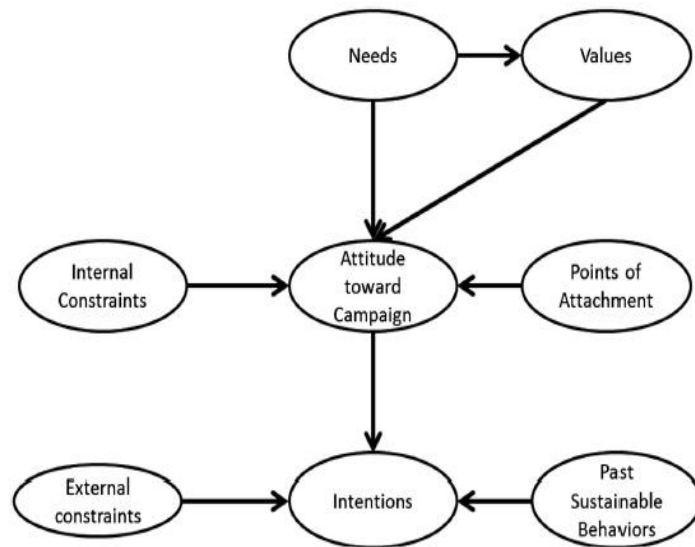 Needs
Values
Internal
Constraints
Attitude
toward
Campaign
Points of
Attachment
External
constraints
Intentions
Past
Sustainable
Behaviors